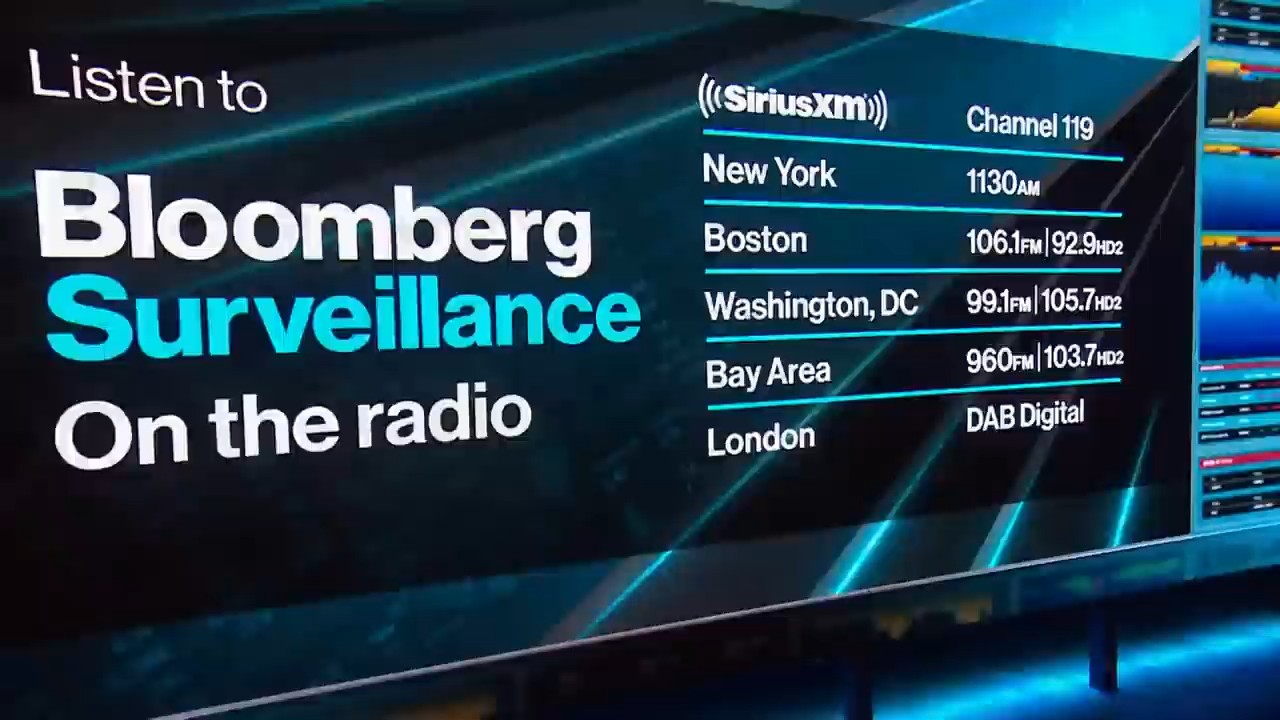 Listen to
Bloomberg
Surveillance
On the radio
SiriusXM Channel 119
New York 1130AM
Boston 106.1FM|92.9HD2
Washington, DC 99.1FM|105.7HD2
Bay Area 960FM|103.7HD2
London DAB Digital